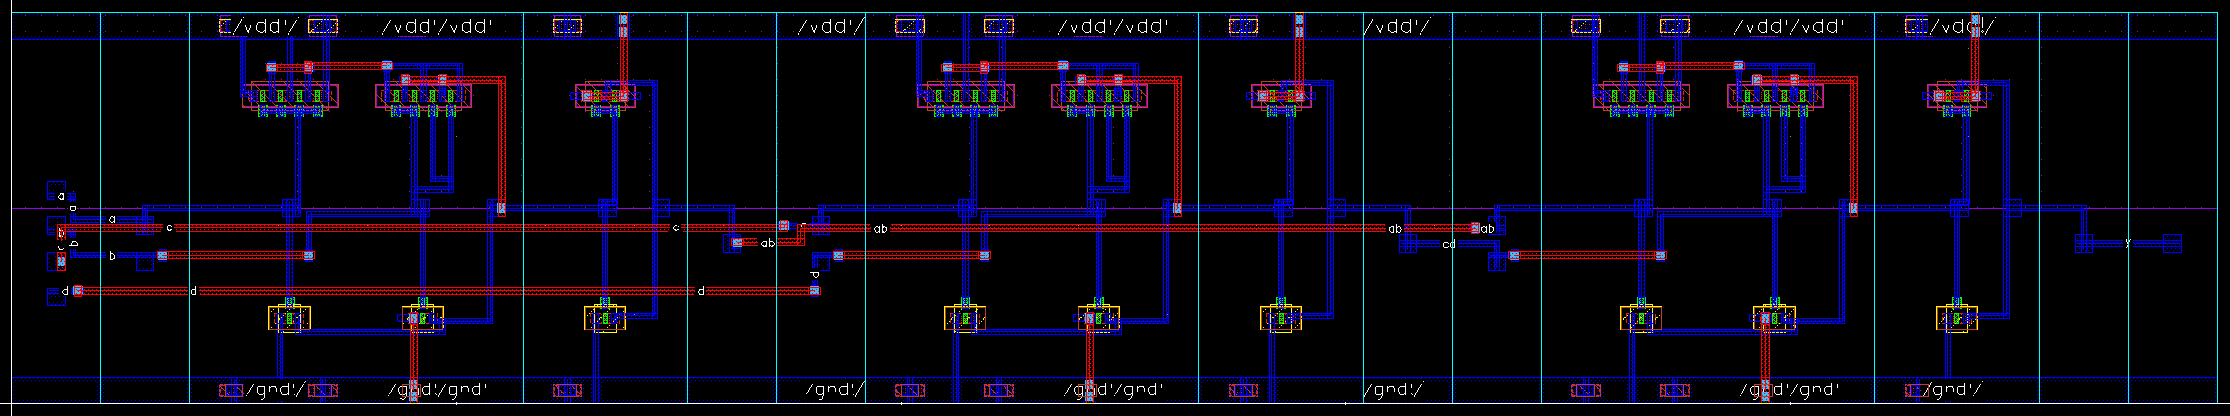 /vdd'/ /vdd'/vdd' /vdd'/ /vdd'/vdd' /vdd'/ /vdd'/vdd' /vdd!/
a
a
a
c c ab ab ab
b ab cd y
b
d d d d
/gnd'/ /gnd'/gnd' /gnd'/ /gnd'/gnd' /gnd'/ /gnd'/gnd' /gnd'/